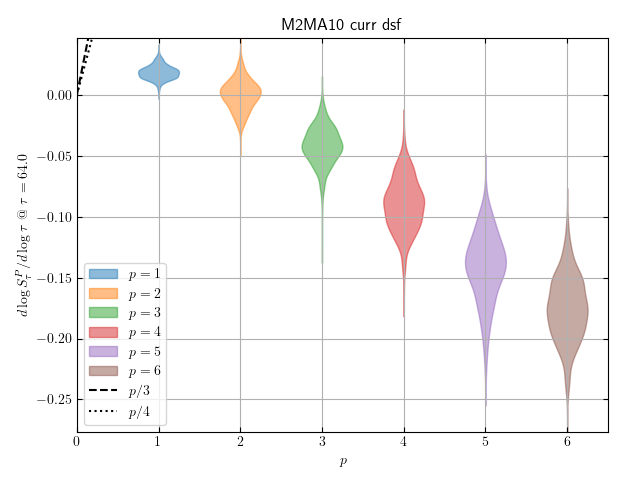 M2MA10 curr dsf
d log S_τ^P / d log τ @ τ = 64.0
0.00
−0.05
−0.10
−0.15
−0.20
−0.25
p = 1
p = 2
p = 3
p = 4
p = 5
p = 6
p/3
p/4
0 1 2 3 4 5 6
p